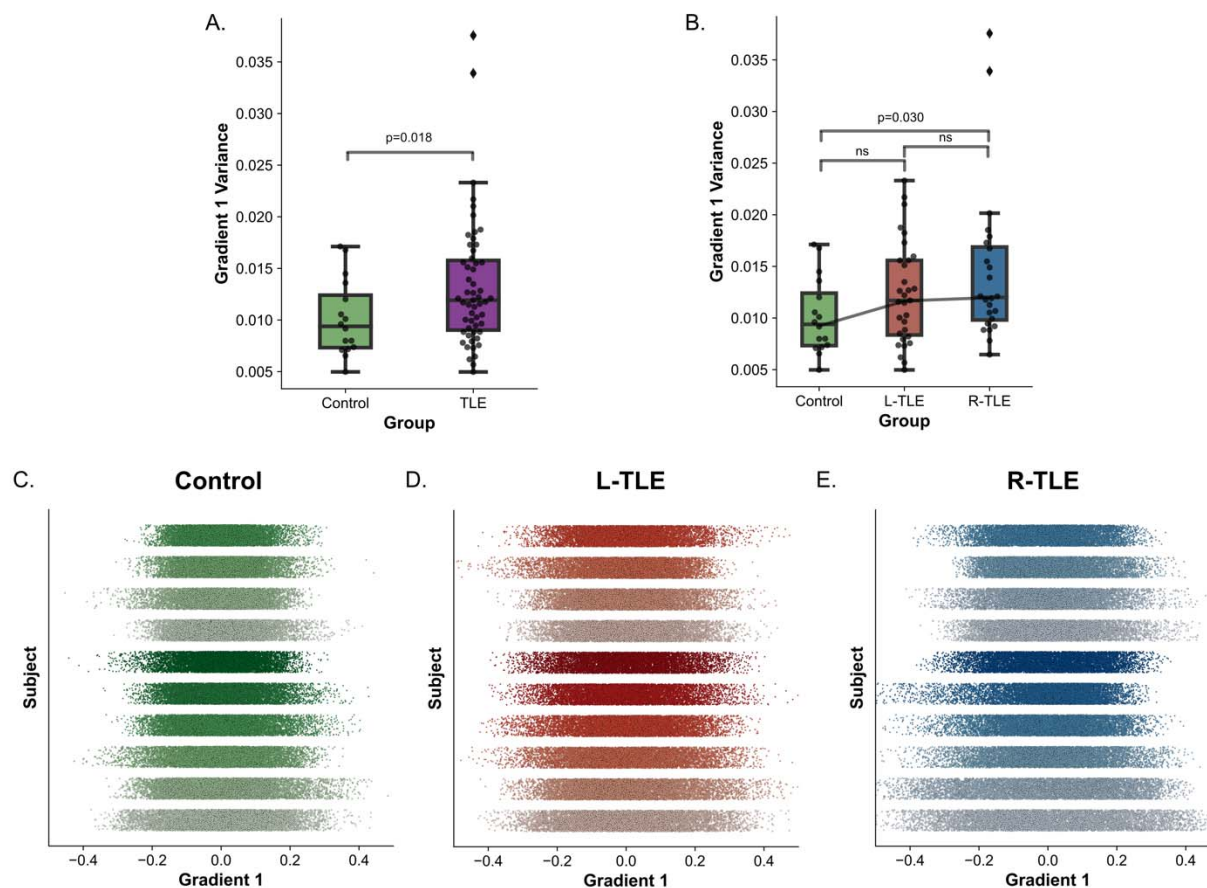 A.
B.
0.035
0.030
0.025
0.020
0.015
0.010
0.005
Gradient 1 Variance
p=0.018
Control
TLE
Group
0.035
0.030
0.025
0.020
0.015
0.010
0.005
Gradient 1 Variance
p=0.030
ns
ns
Control
L-TLE
R-TLE
Group
C.
Control
Subject
−0.4
−0.2
0.0
0.2
0.4
Gradient 1
D.
L-TLE
Subject
−0.4
−0.2
0.0
0.2
0.4
Gradient 1
E.
R-TLE
Subject
−0.4
−0.2
0.0
0.2
0.4
Gradient 1